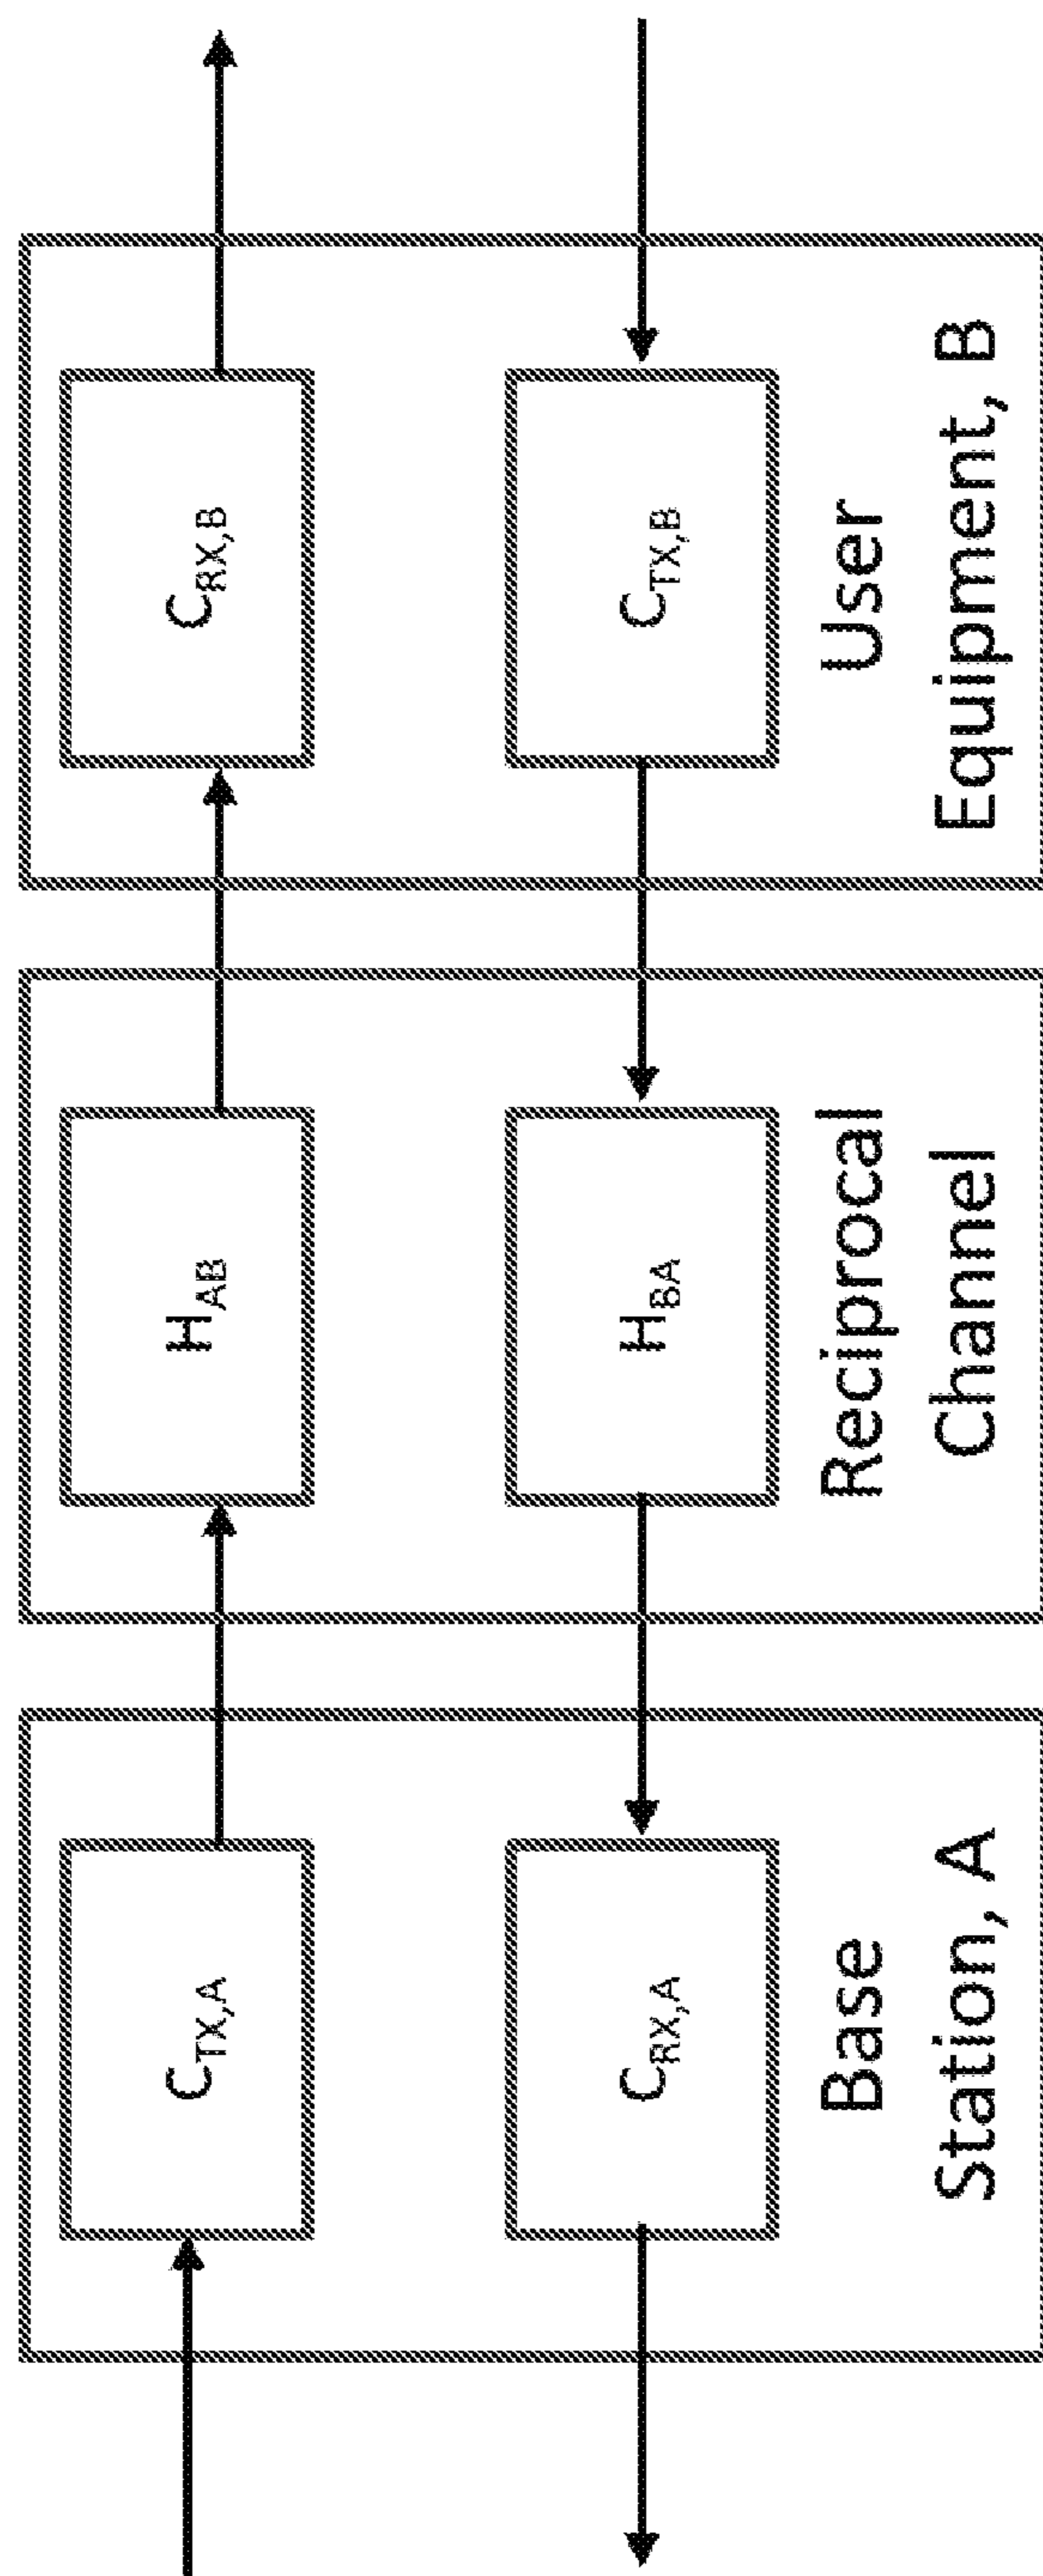 C_TX,A
H_AB
C_RX,B
C_RX,A
H_BA
C_TX,B
Base
Station, A
Reciprocal
Channel
User
Equipment, B